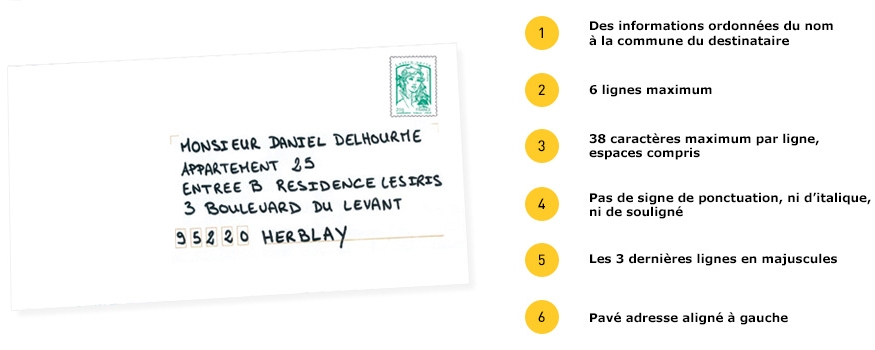 MONSIEUR DANIEL DELHOURME
APPARTEMENT 25
ENTREE B RESIDENCE LES IRIS
3 BOULEVARD DU LEVANT
95220 HERBLAY
1
Des informations ordonnées du nom
à la commune du destinataire
2
6 lignes maximum
3
38 caractères maximum par ligne,
espaces compris
4
Pas de signe de ponctuation, ni d’italique,
ni de souligné
5
Les 3 dernières lignes en majuscules
6
Pavé adresse aligné à gauche